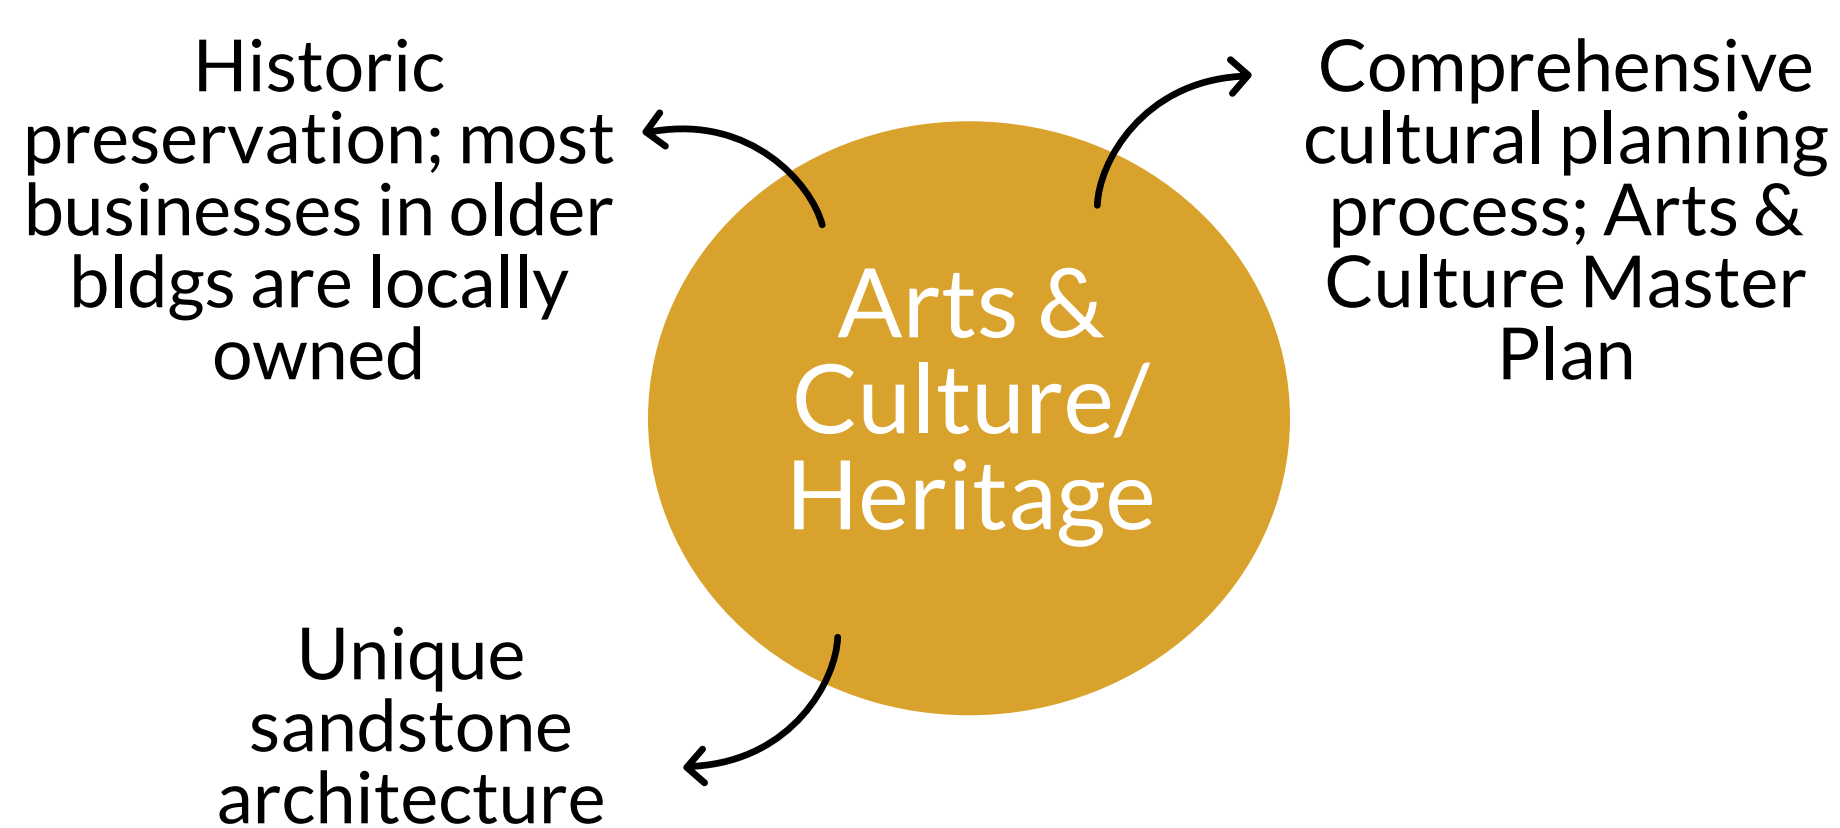 Historic
preservation; most
businesses in older
bldgs are locally
owned
Comprehensive
cultural planning
process; Arts &
Culture Master
Plan
Arts &
Culture/
Heritage
Unique
sandstone
architecture